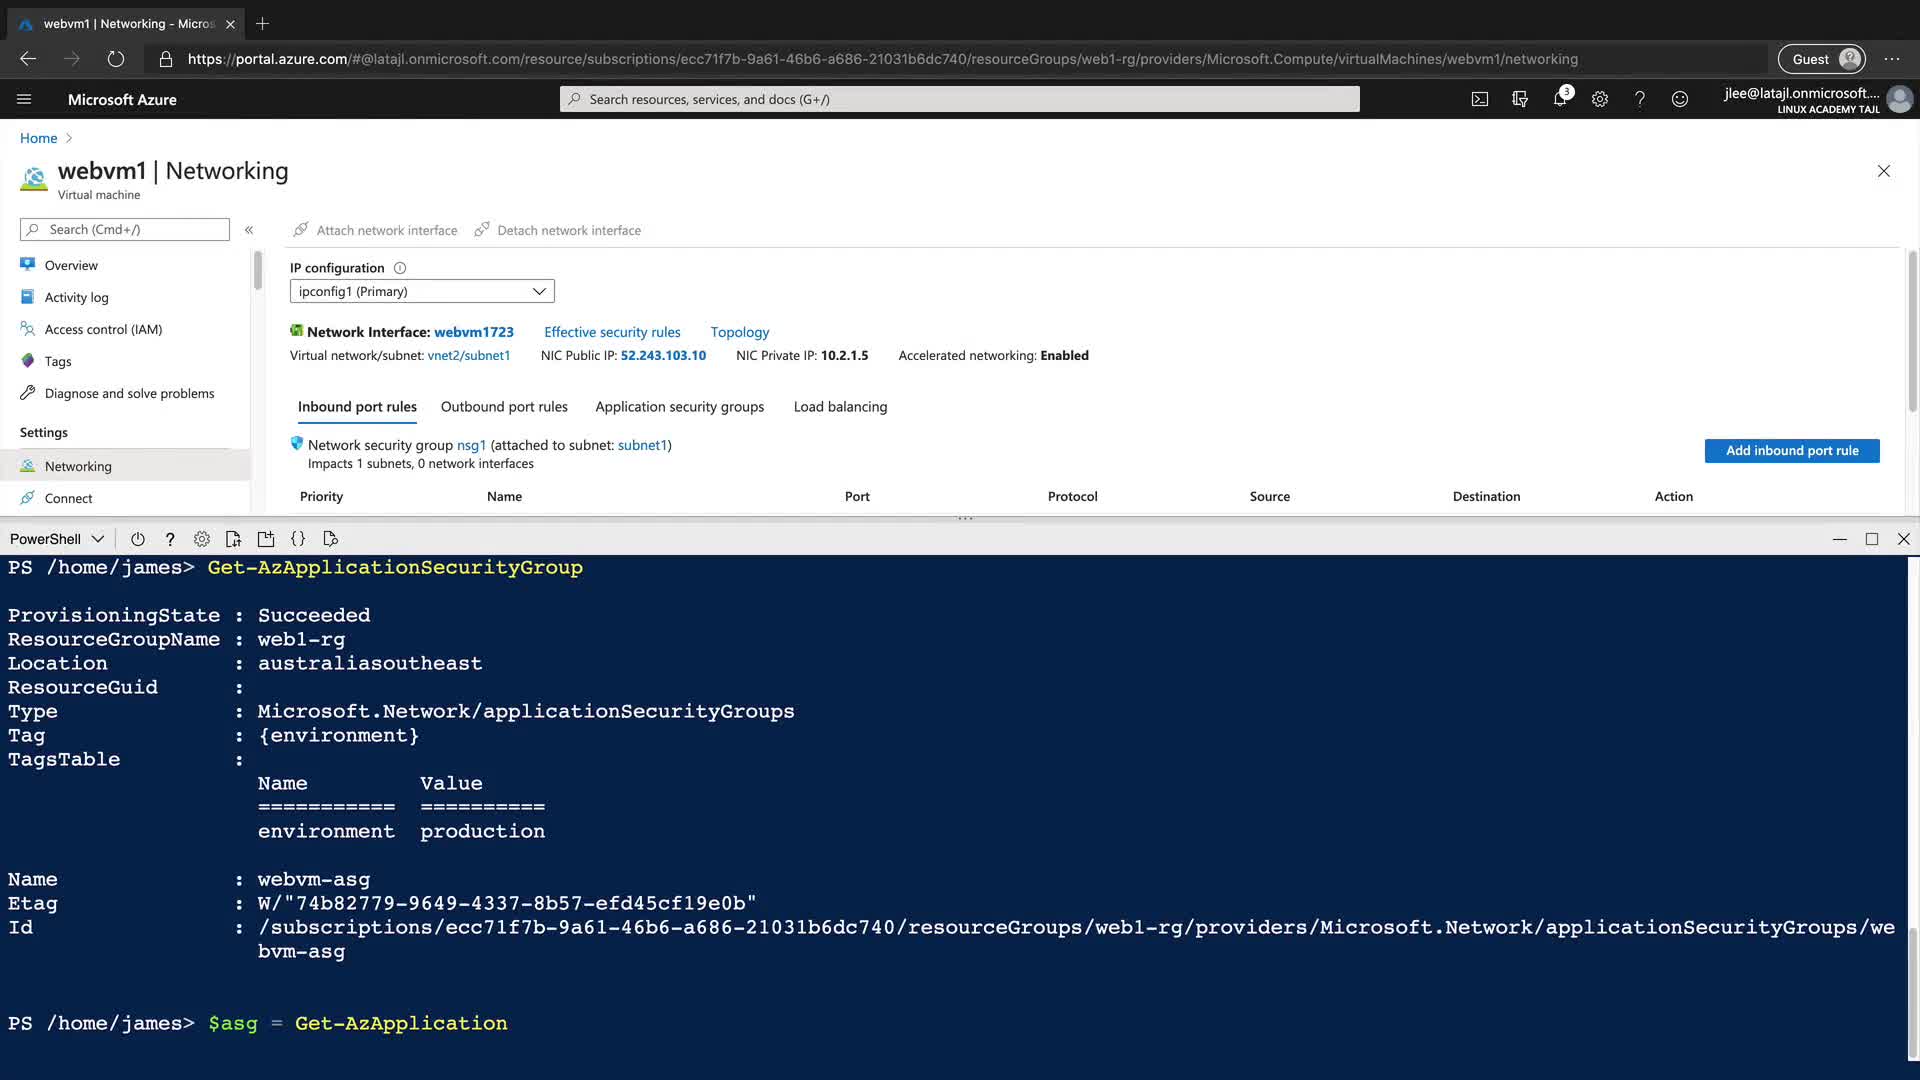 webvm1 | Networking - Micros
https://portal.azure.com/#@latajl.onmicrosoft.com/resource/subscriptions/ecc71f7b-9a61-46b6-a686-21031b6dc740/resourceGroups/web1-rg/providers/Microsoft.Compute/virtualMachines/webvm1/networking
Guest
Microsoft Azure
Search resources, services, and docs (G+/)
3
jlee@latajl.onmicrosoft....
LINUX ACADEMY TAJL
Home
webvm1 | Networking
Virtual machine
Search (Cmd+/)
«
Attach network interface
Detach network interface
Overview
Activity log
Access control (IAM)
Tags
Diagnose and solve problems
Settings
Networking
Connect
IP configuration
ipconfig1 (Primary)
Network Interface: webvm1723 Effective security rules Topology
Virtual network/subnet: vnet2/subnet1 NIC Public IP: 52.243.103.10 NIC Private IP: 10.2.1.5 Accelerated networking: Enabled
Inbound port rules Outbound port rules Application security groups Load balancing
Network security group nsg1 (attached to subnet: subnet1)
Impacts 1 subnets, 0 network interfaces
Add inbound port rule
Priority Name Port Protocol Source Destination Action
PowerShell
PS /home/james> Get-AzApplicationSecurityGroup
ProvisioningState : Succeeded
ResourceGroupName : web1-rg
Location : australiasoutheast
ResourceGuid :
Type : Microsoft.Network/applicationSecurityGroups
Tag : {environment}
TagsTable :
Name Value
=========== ==========
environment production
Name : webvm-asg
Etag : W/"74b82779-9649-4337-8b57-efd45cf19e0b"
Id : /subscriptions/ecc71f7b-9a61-46b6-a686-21031b6dc740/resourceGroups/web1-rg/providers/Microsoft.Network/applicationSecurityGroups/we
bvm-asg
PS /home/james> $asg = Get-AzApplication